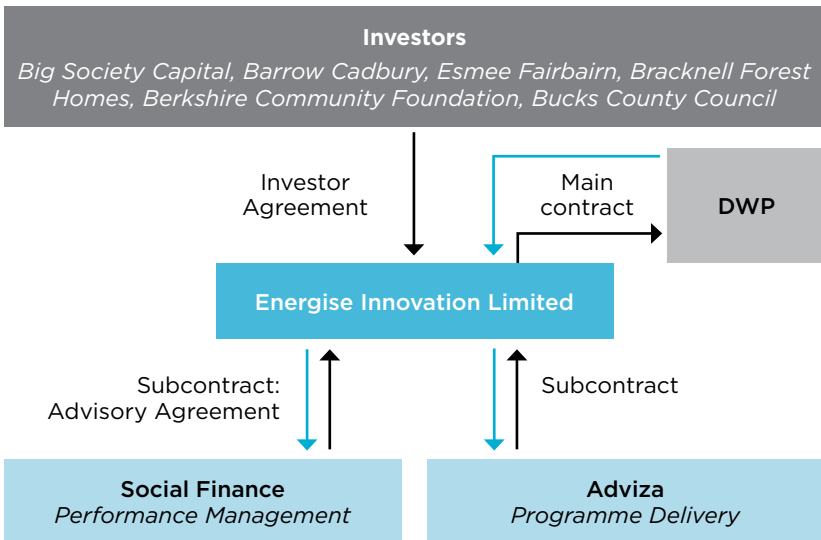 Investors
Big Society Capital, Barrow Cadbury, Esmee Fairbairn, Bracknell Forest
Homes, Berkshire Community Foundation, Bucks County Council
Investor
Agreement
Main
contract
DWP
Energise Innovation Limited
Subcontract:
Advisory Agreement
Subcontract
Social Finance
Performance Management
Adviza
Programme Delivery